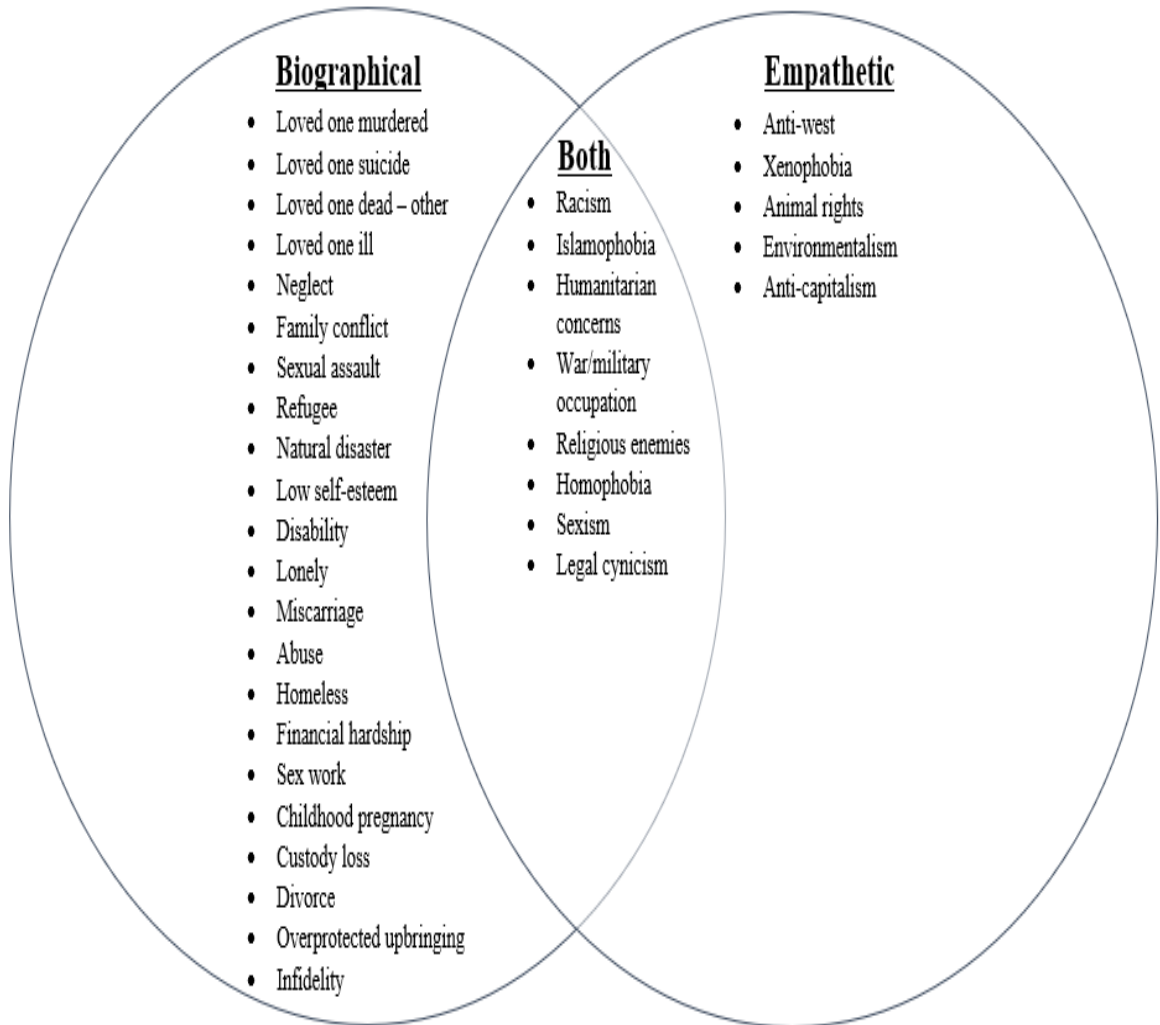 Biographical
• Loved one murdered
• Loved one suicide
• Loved one dead – other
• Loved one ill
• Neglect
• Family conflict
• Sexual assault
• Refugee
• Natural disaster
• Low self-esteem
• Disability
• Lonely
• Miscarriage
• Abuse
• Homeless
• Financial hardship
• Sex work
• Childhood pregnancy
• Custody loss
• Divorce
• Overprotected upbringing
• Infidelity
Both
• Racism
• Islamophobia
• Humanitarian
concerns
• War/military
occupation
• Religious enemies
• Homophobia
• Sexism
• Legal cynicism
Empathetic
• Anti-west
• Xenophobia
• Animal rights
• Environmentalism
• Anti-capitalism